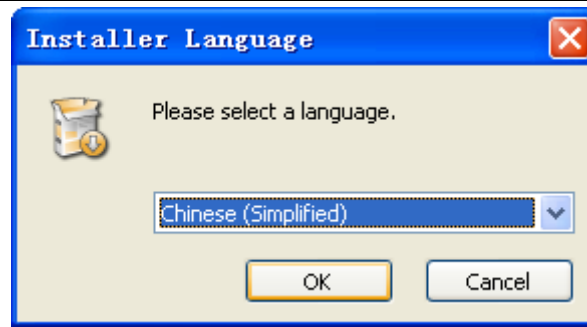 Installer Language
Please select a language.
Chinese (Simplified)
OK
Cancel